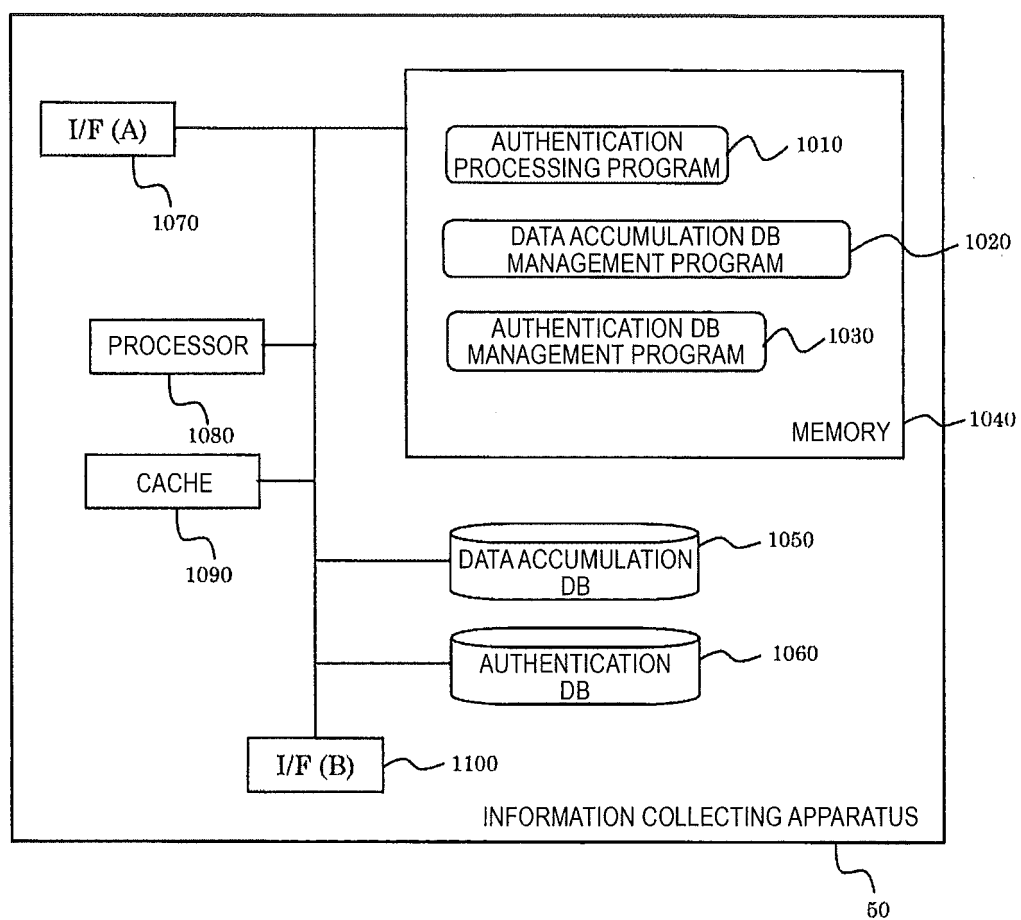 I/F (A)
1070
AUTHENTICATION
PROCESSING PROGRAM
1010
DATA ACCUMULATION DB
MANAGEMENT PROGRAM
1020
AUTHENTICATION DB
MANAGEMENT PROGRAM
1030
MEMORY
1040
PROCESSOR
1080
CACHE
1090
DATA ACCUMULATION
DB
1050
AUTHENTICATION
DB
1060
I/F (B)
1100
INFORMATION COLLECTING APPARATUS
50